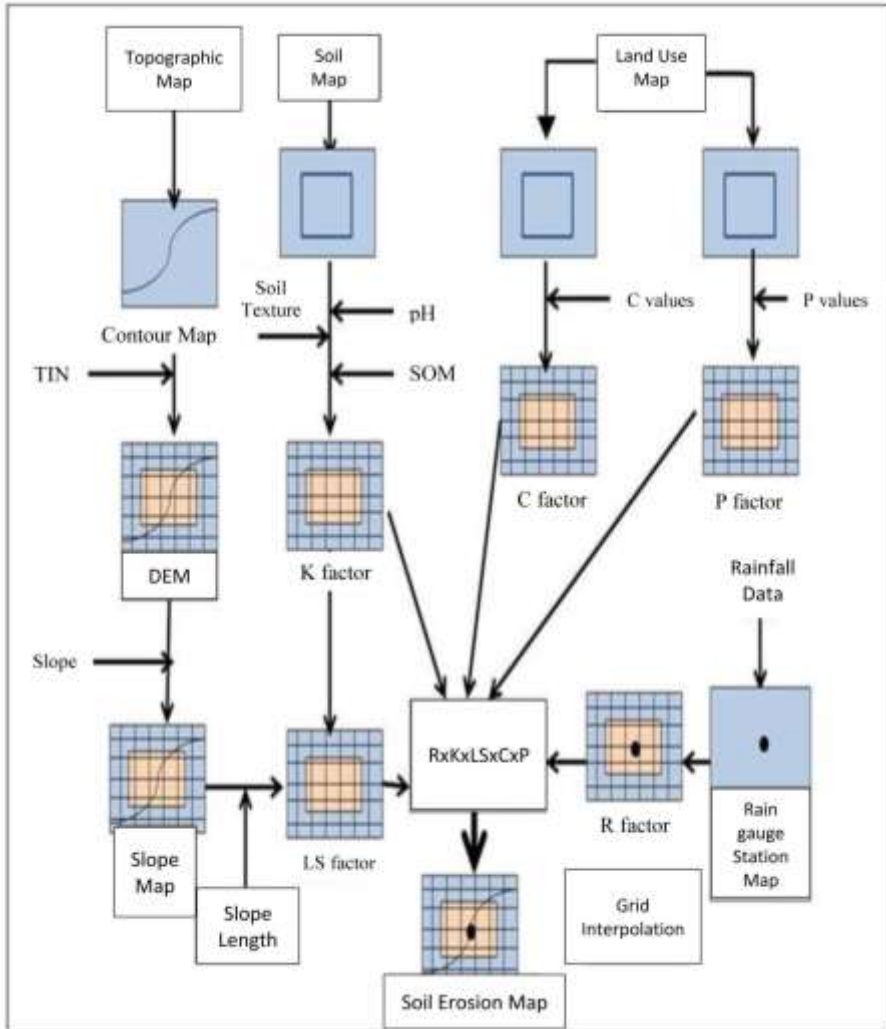 Topographic
Map
Soil
Map
Land Use
Map
Soil
Texture
pH
C values
P values
Contour Map
TIN
SOM
C factor
P factor
DEM
K factor
Rainfall
Data
Slope
RxKxLSxCxP
R factor
Rain
gauge
Station
Map
Slope
Map
LS factor
Slope
Length
Grid
Interpolation
Soil Erosion Map